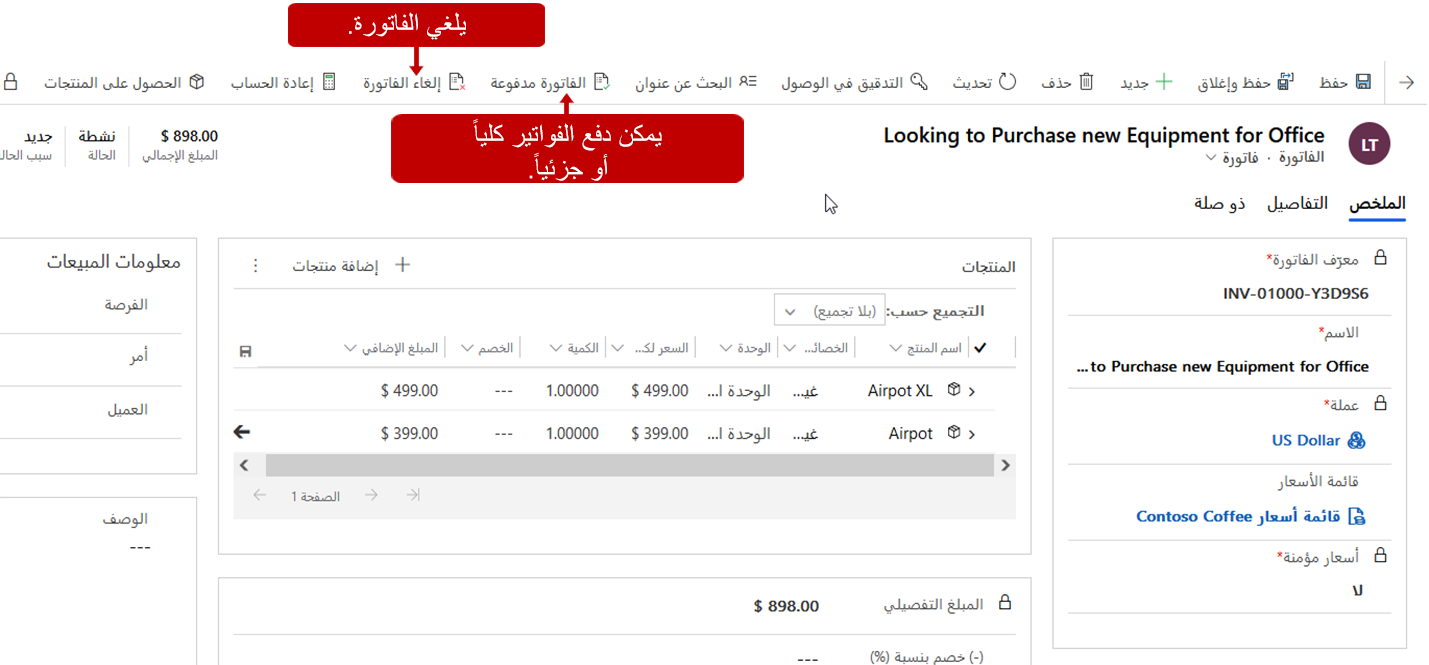 يلغي الفاتورة.
حفظ
حفظ وإغلاق
جديد
حذف
تحديث
التدقيق في الوصول
البحث عن عنوان
الفاتورة مدفوعة
إلغاء الفاتورة
إعادة الحساب
الحصول على المنتجات
يمكن دفع الفواتير كلياً
أو جزئياً.
LT
Looking to Purchase new Equipment for Office
الفاتورة · فاتورة
$ 898.00
المبلغ الإجمالي
نشطة
الحالة
جديد
سبب الحال
الملخص
التفاصيل
ذو صلة
معرّف الفاتورة*
INV-01000-Y3D9S6
الاسم*
...to Purchase new Equipment for Office
عملة*
US Dollar
قائمة الأسعار
قائمة أسعار Contoso Coffee
أسعار مؤمنة*
لا
المنتجات
إضافة منتجات
التجميع حسب:
(بلا تجميع)
اسم المنتج
الخصائ...
الوحدة
السعر لك...
الكمية
الخصم
المبلغ الإضافي
Airpot XL
غيـ...
الوحدة ا...
$ 499.00
1.00000
---
$ 499.00
Airpot
غيـ...
الوحدة ا...
$ 399.00
1.00000
---
$ 399.00
الصفحة 1
المبلغ التفصيلي
$ 898.00
(-) خصم بنسبة (%)
---
معلومات المبيعات
الفرصة
أمر
العميل
الوصف
---